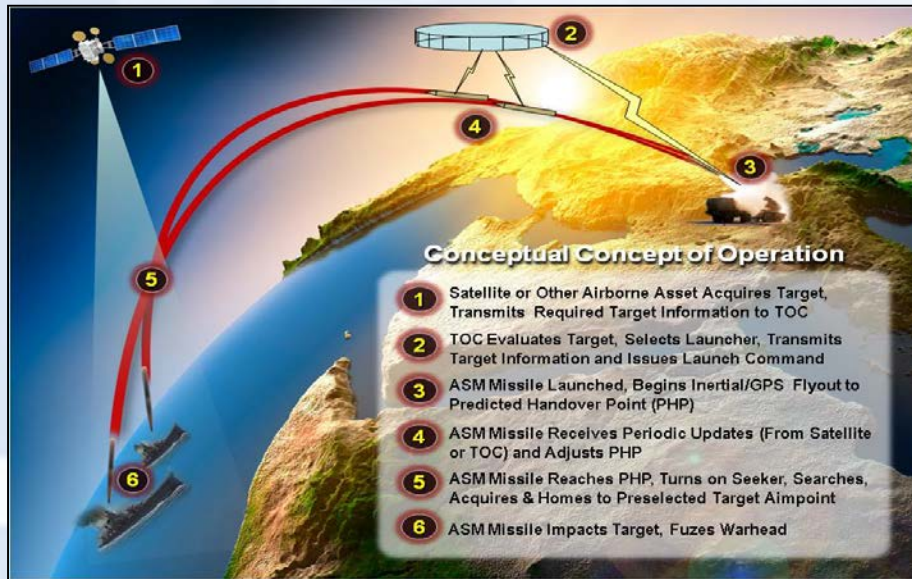 1
2
4
3
5
6
Conceptual Concept of Operation
1 Satellite or Other Airborne Asset Acquires Target,
Transmits Required Target Information to TOC
2 TOC Evaluates Target, Selects Launcher, Transmits
Target Information and Issues Launch Command
3 ASM Missile Launched, Begins Inertial/GPS Flyout to
Predicted Handover Point (PHP)
4 ASM Missile Receives Periodic Updates (From Satellite
or TOC) and Adjusts PHP
5 ASM Missile Reaches PHP, Turns on Seeker, Searches,
Acquires & Homes to Preselected Target Aimpoint
6 ASM Missile Impacts Target, Fuzes Warhead